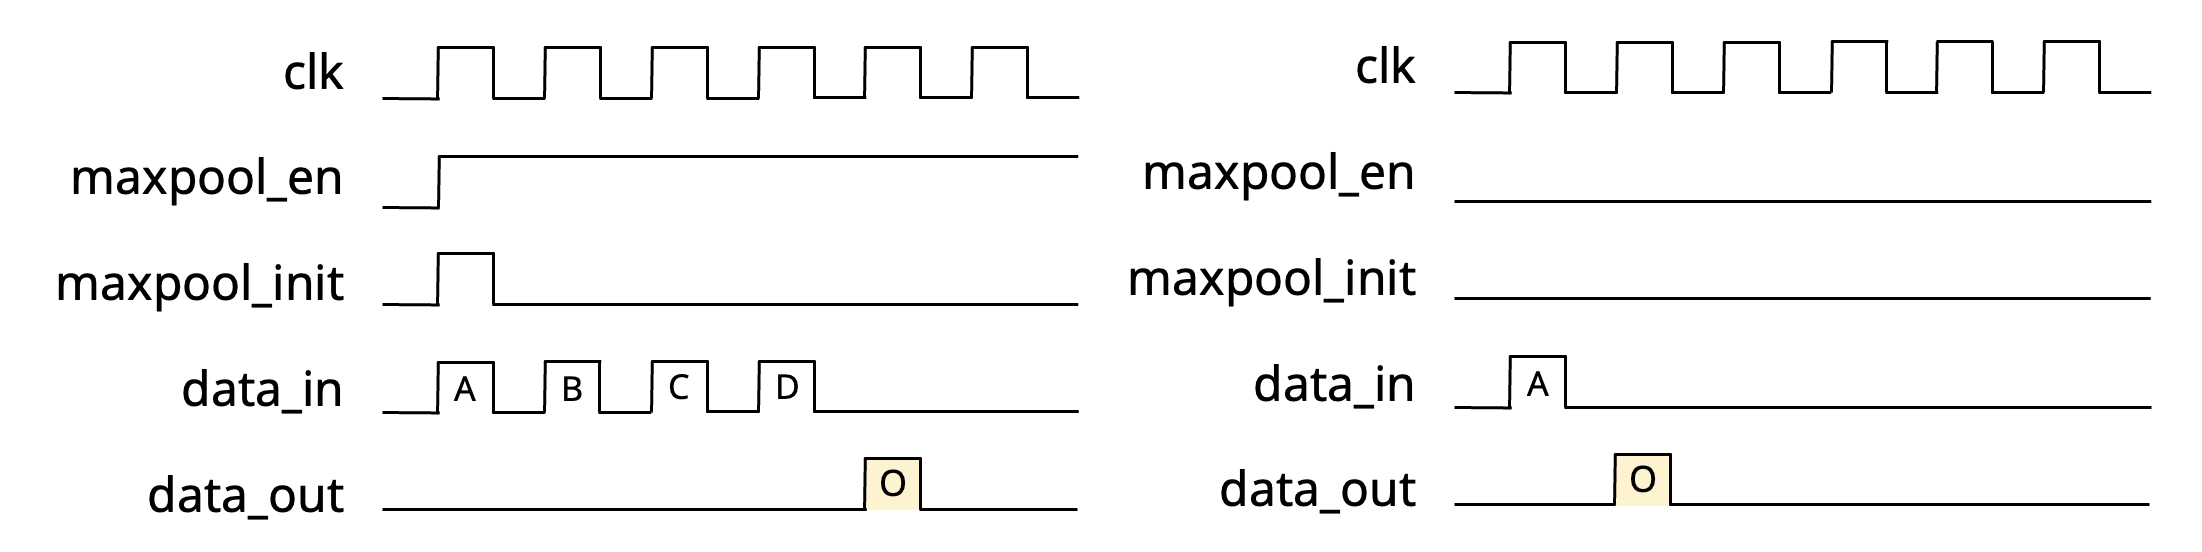 clk
maxpool_en
maxpool_init
data_in A B C D
data_out O
clk
maxpool_en
maxpool_init
data_in A
data_out O